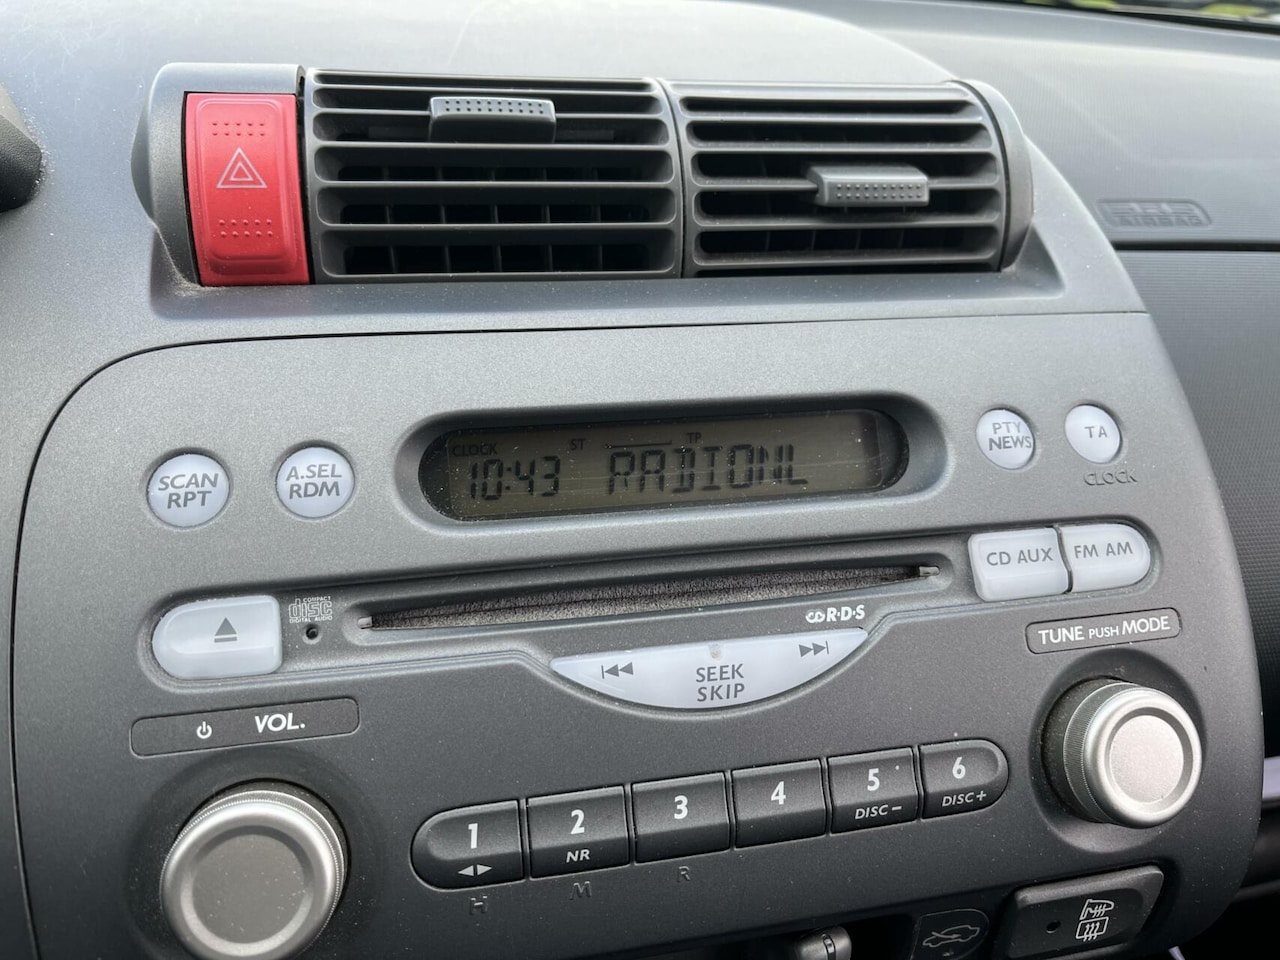 AIRBAG
CLOCK ST TP
10:43 RADIONL
SCAN
RPT
A.SEL
RDM
PTY
NEWS
TA
CLOCK
CD AUX
FM AM
COMPACT
disc
DIGITAL AUDIO
R·D·S
SEEK
SKIP
TUNE PUSH MODE
VOL.
1
2
NR
3
4
5
DISC-
6
DISC+
H
M
R